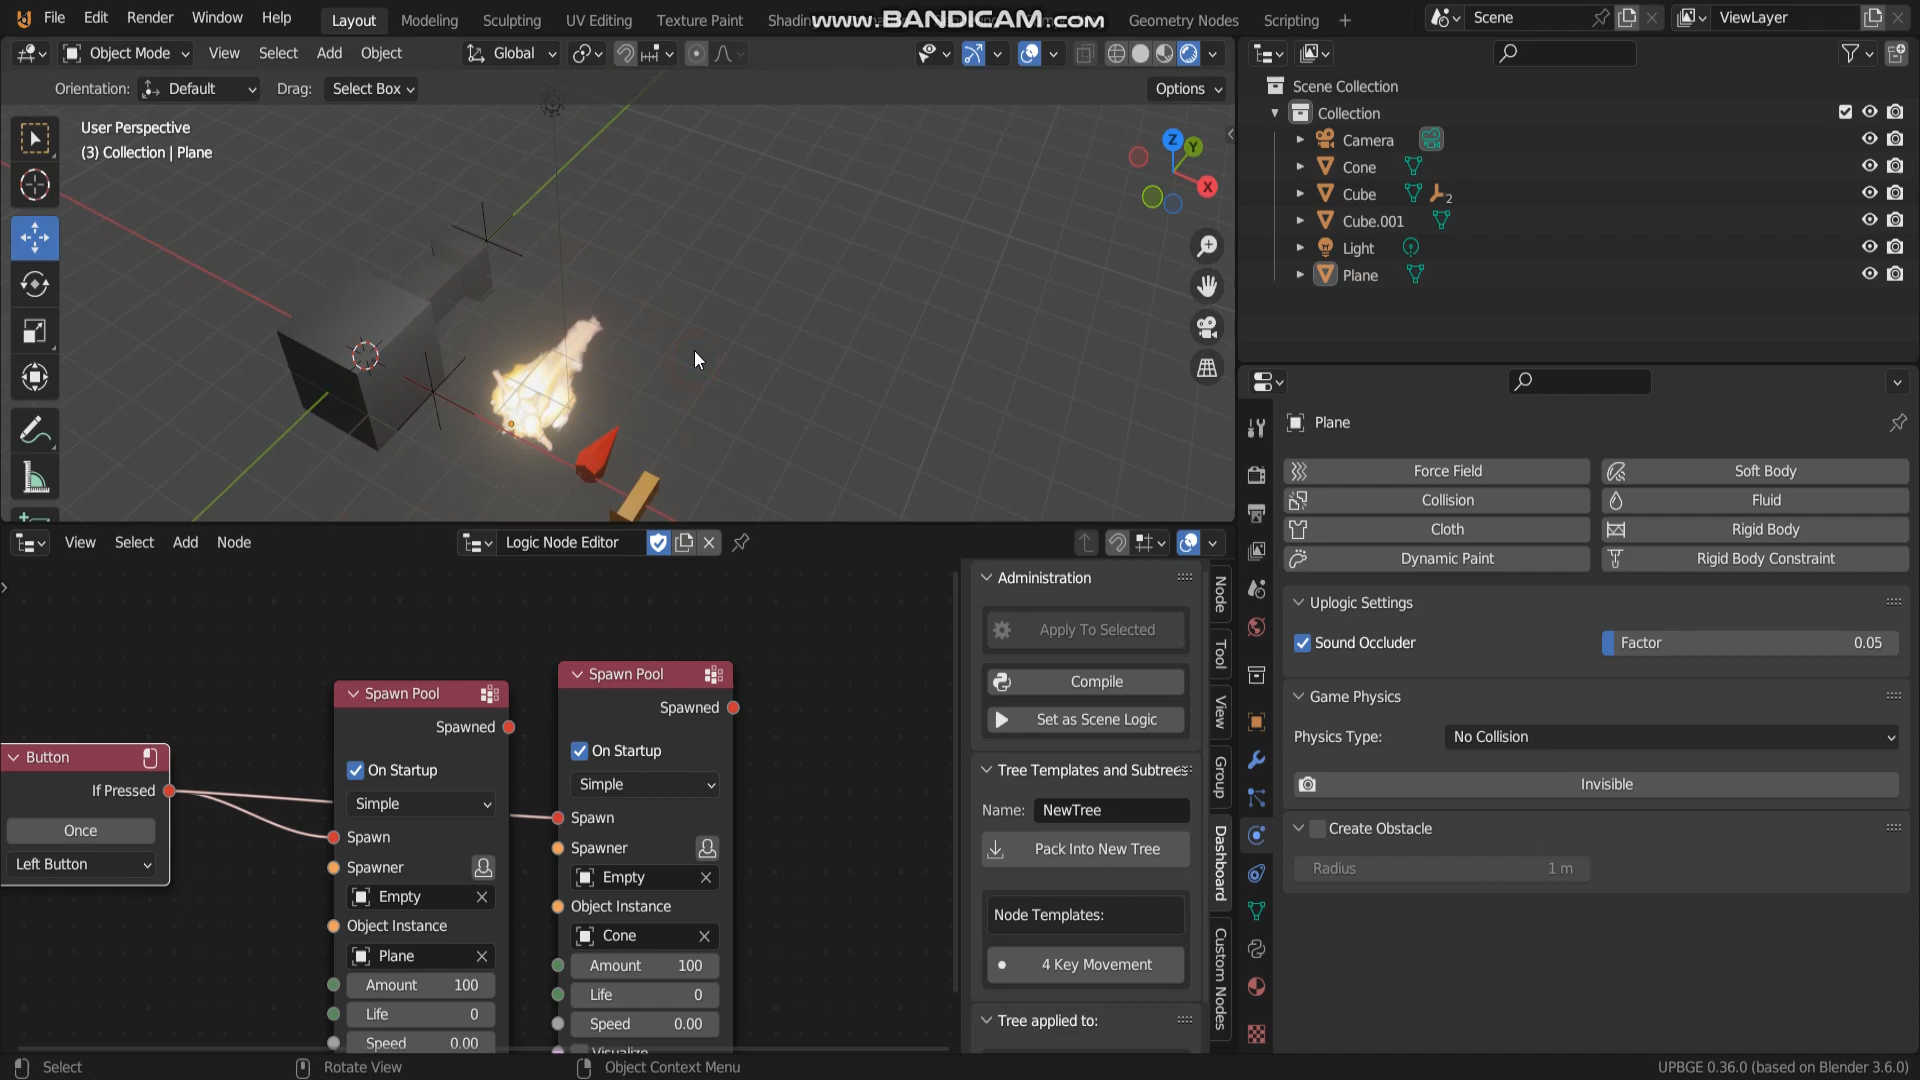 File Edit Render Window Help
Layout Modeling Sculpting UV Editing Texture Paint Geometry Nodes Scripting
www.BANDICAM.com
Scene
ViewLayer
Object Mode View Select Add Object
Global
Orientation: Default Drag: Select Box
Options
User Perspective
(3) Collection | Plane
Z
Y
X
Scene Collection
Collection
Camera
Cone
Cube
2
Cube.001
Light
Plane
Plane
Force Field
Soft Body
Collision
Fluid
Cloth
Rigid Body
Dynamic Paint
Rigid Body Constraint
Uplogic Settings
Sound Occluder
Factor 0.05
Game Physics
Physics Type: No Collision
Invisible
Create Obstacle
Radius 1 m
View Select Add Node
Logic Node Editor
Button
If Pressed
Once
Left Button
Spawn Pool
Spawned
On Startup
Simple
Spawn
Spawner
Empty
Object Instance
Plane
Amount 100
Life 0
Speed 0.00
Spawn Pool
Spawned
On Startup
Simple
Spawn
Spawner
Empty
Object Instance
Cone
Amount 100
Life 0
Speed 0.00
Visualize
Administration
Apply To Selected
Compile
Set as Scene Logic
Tree Templates and Subtrees
Name: NewTree
Pack Into New Tree
Node Templates:
4 Key Movement
Tree applied to:
Node
Tool
View
Group
Dashboard
Custom Nodes
Select
Rotate View
Object Context Menu
UPBGE 0.36.0 (based on Blender 3.6.0)